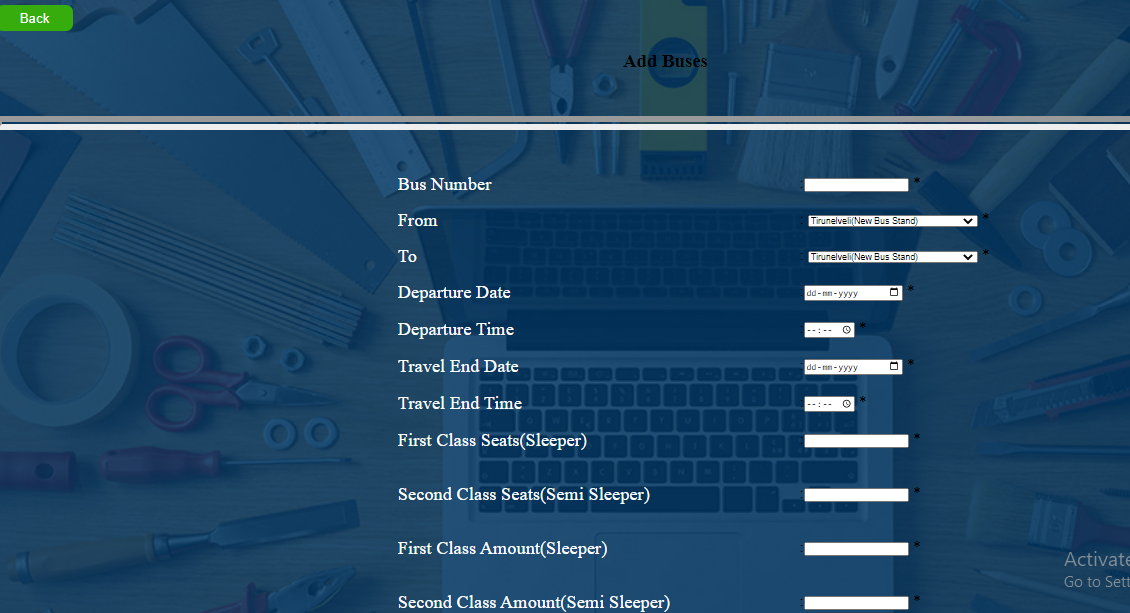 Back
Add Buses
Bus Number : *
From : Tirunelveli(New Bus Stand) *
To : Tirunelveli(New Bus Stand) *
Departure Date : dd-mm-yyyy *
Departure Time : --:-- *
Travel End Date : dd-mm-yyyy *
Travel End Time : --:-- *
First Class Seats(Sleeper) : *
Second Class Seats(Semi Sleeper) : *
First Class Amount(Sleeper) : *
Second Class Amount(Semi Sleeper) : *
Activate
Go to Sett